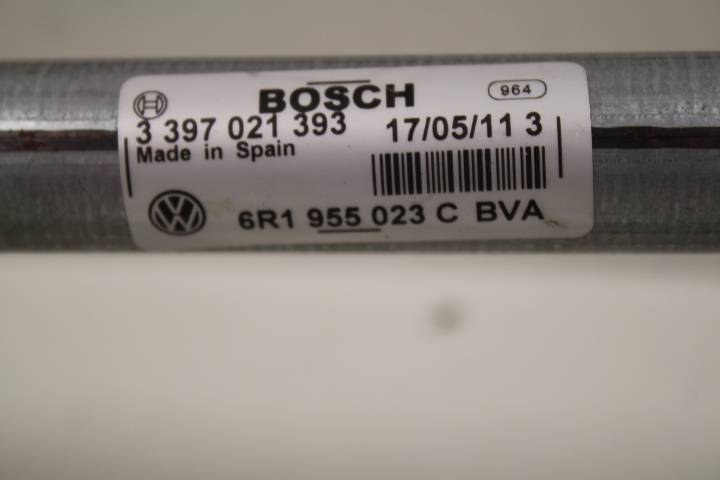 BOSCH 964
3 397 021 393 17/05/11 3
Made in Spain
6R1 955 023 C BVA